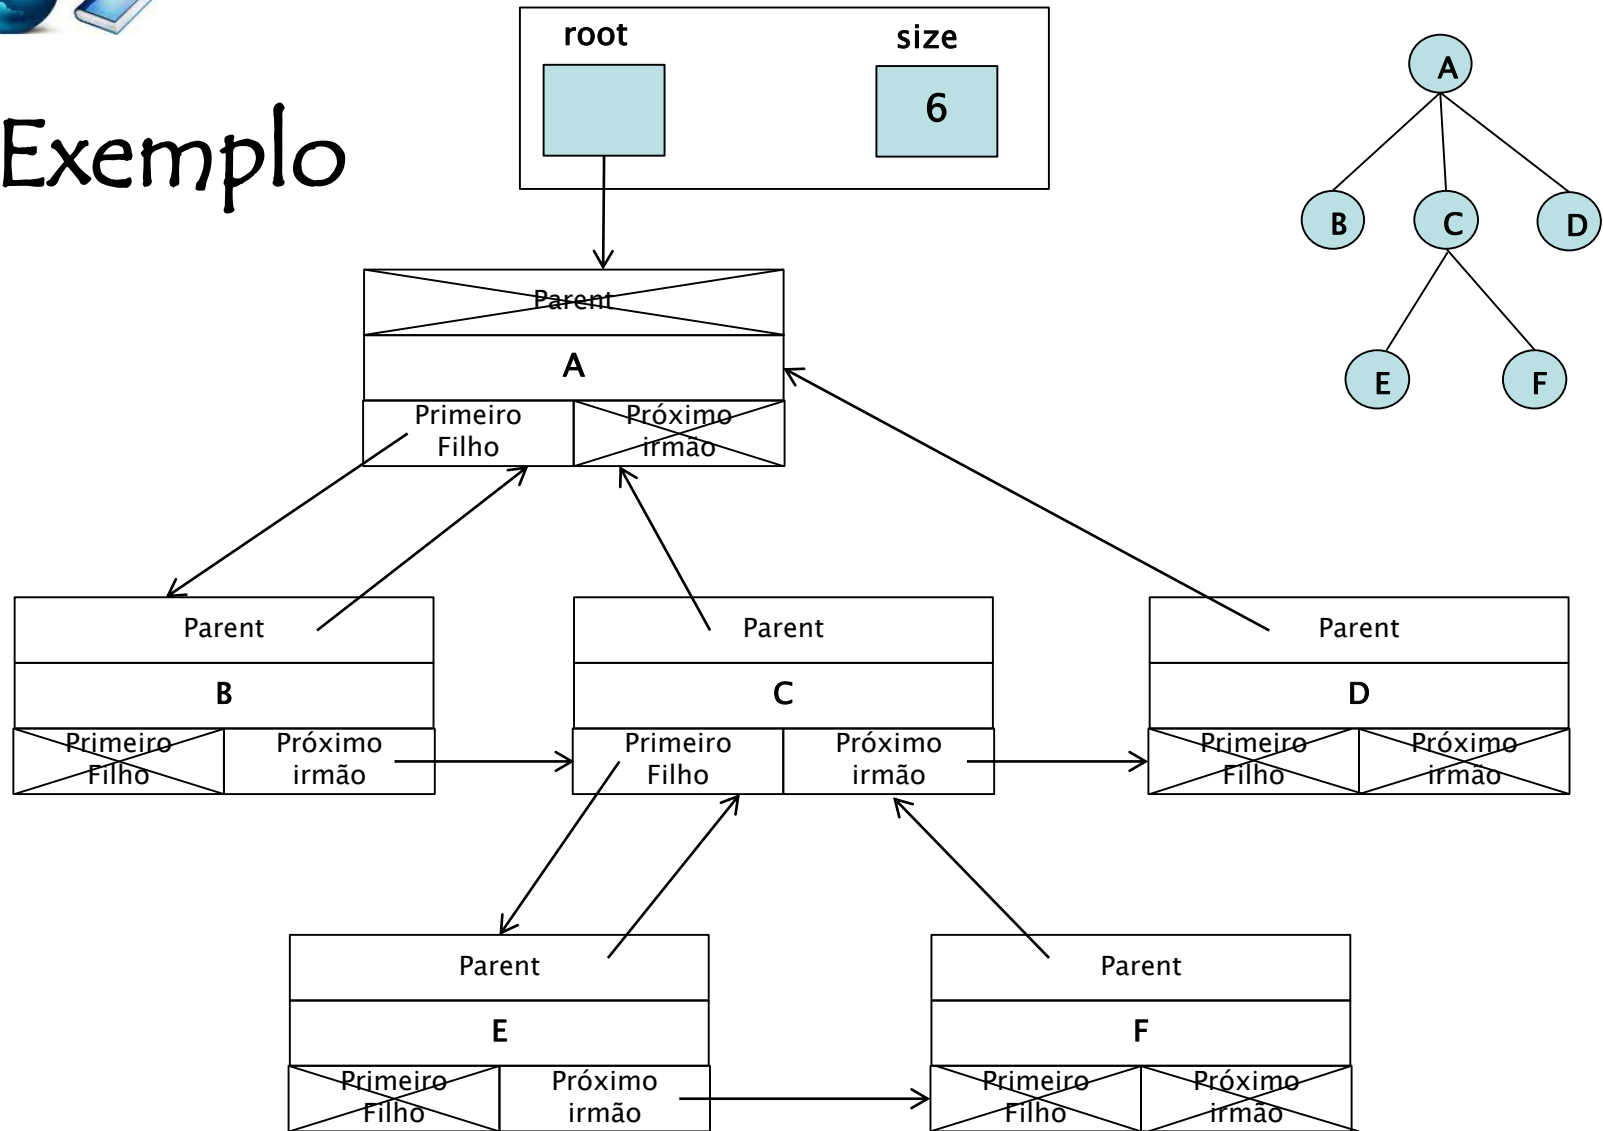 root
size
6
Exemplo
A
B
C
D
E
F
Parent
A
Primeiro
Filho
Próximo
irmão
Parent
B
Primeiro
Filho
Próximo
irmão
Parent
C
Primeiro
Filho
Próximo
irmão
Parent
D
Primeiro
Filho
Próximo
irmão
Parent
E
Primeiro
Filho
Próximo
irmão
Parent
F
Primeiro
Filho
Próximo
irmão